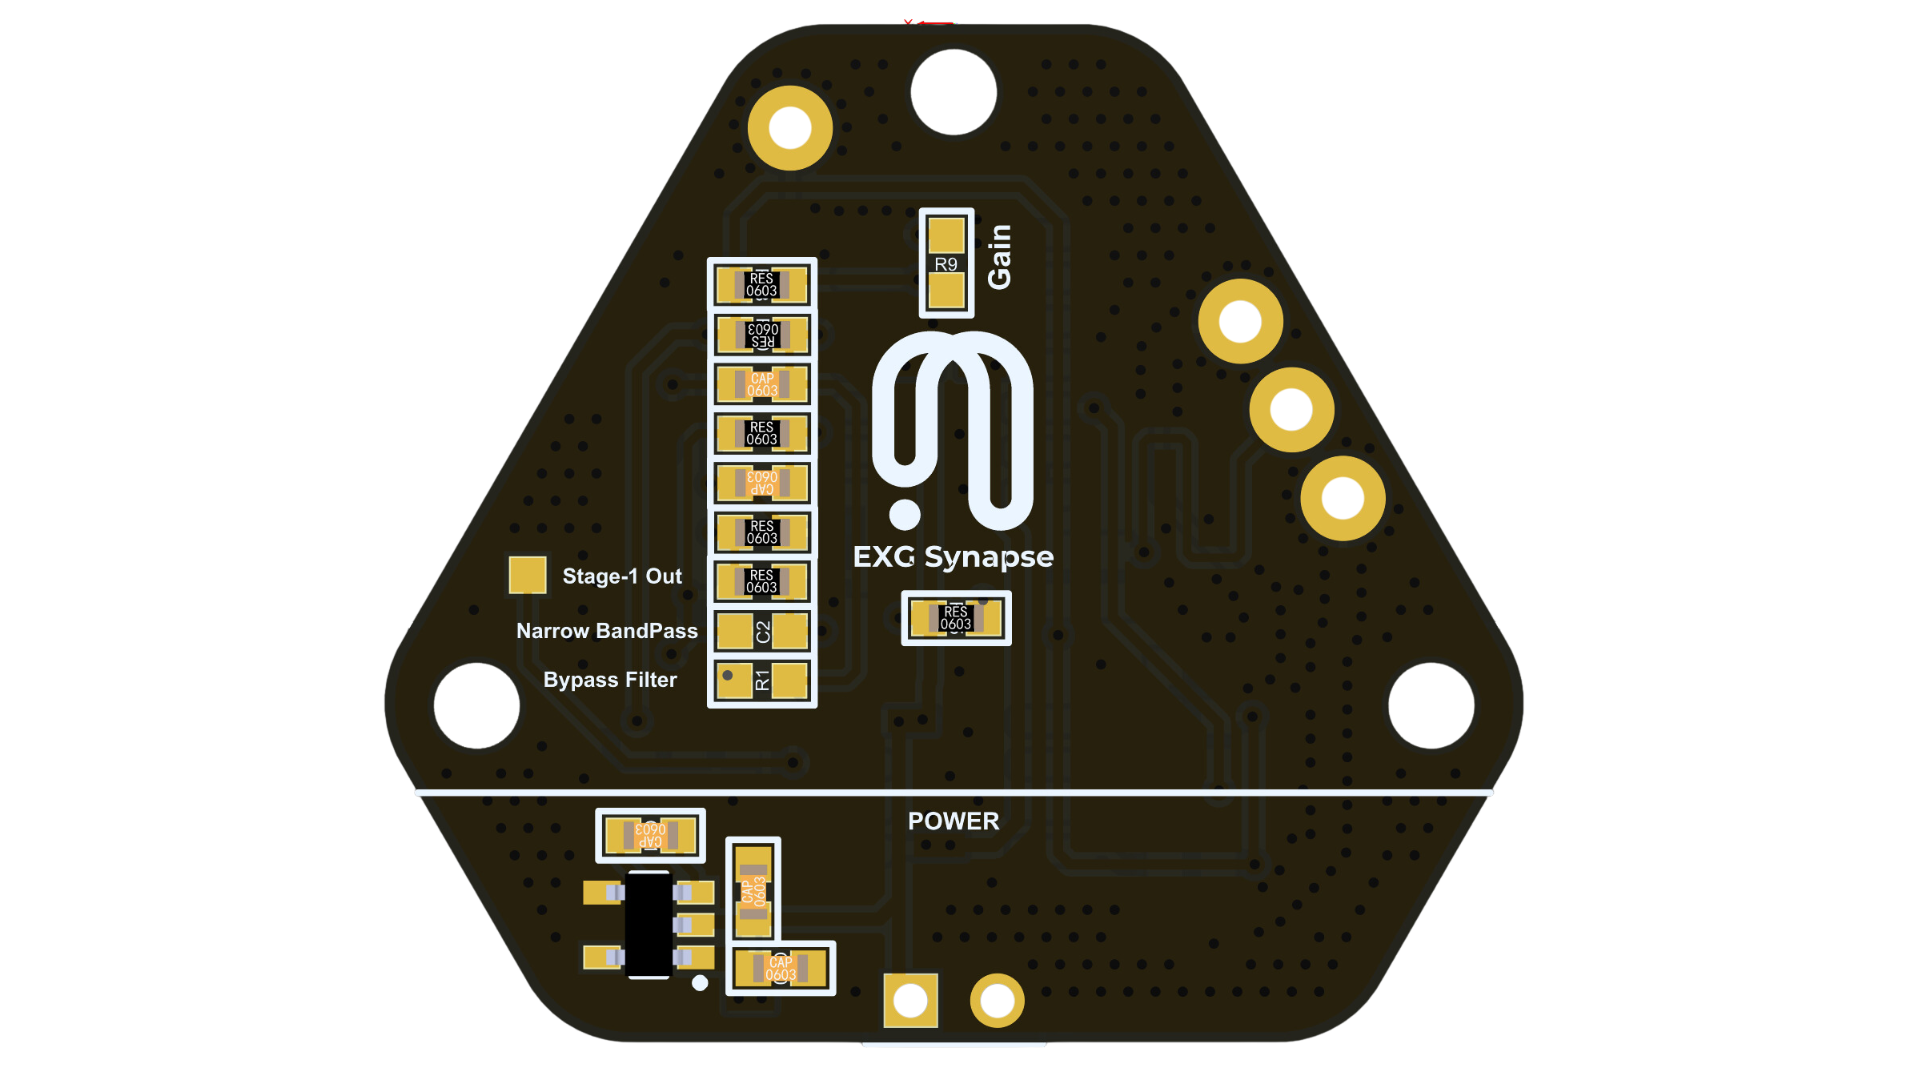 R9
Gain
RES
0603
RES
0603
CAP
0603
RES
0603
CAP
0603
RES
0603
RES
0603
EXG Synapse
Stage-1 Out
Narrow BandPass
C2
RES
0603
Bypass Filter
R1
POWER
CAP
0603
CAP
0603
CAP
0603